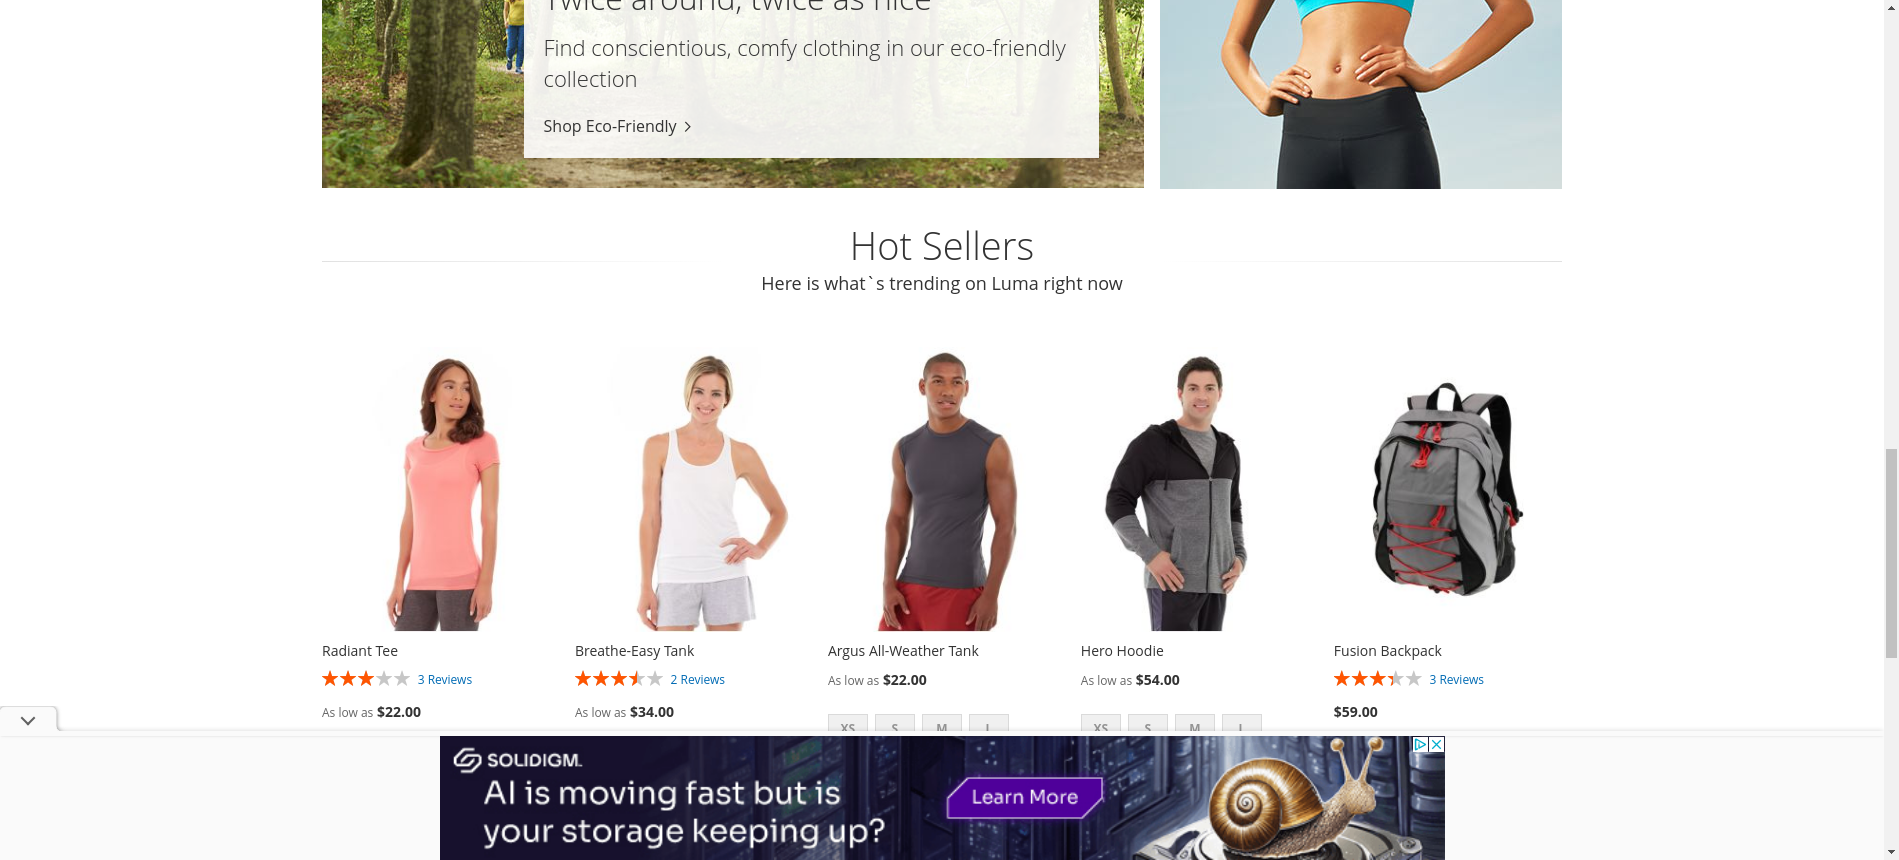 Twice around, twice as nice
Find conscientious, comfy clothing in our eco-friendly
collection
Shop Eco-Friendly
Hot Sellers
Here is what`s trending on Luma right now
Radiant Tee
3 Reviews
As low as $22.00
Breathe-Easy Tank
2 Reviews
As low as $34.00
Argus All-Weather Tank
As low as $22.00
XS S M L
Hero Hoodie
As low as $54.00
XS S M L
Fusion Backpack
3 Reviews
$59.00
SOLIDIGM
AI is moving fast but is
your storage keeping up?
Learn More